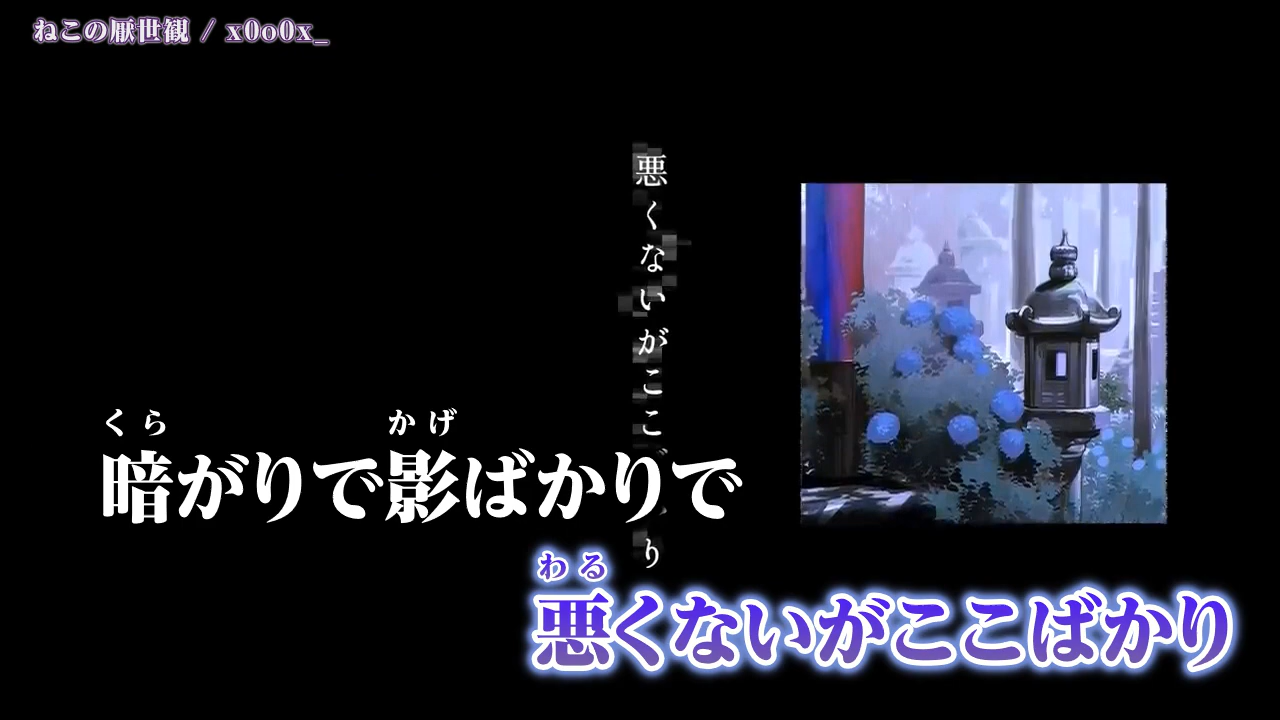 ねこの厭世観 / x0o0x_
悪くないがここばかり
くら かげ
暗がりで影ばかりで
わる
悪くないがここばかり